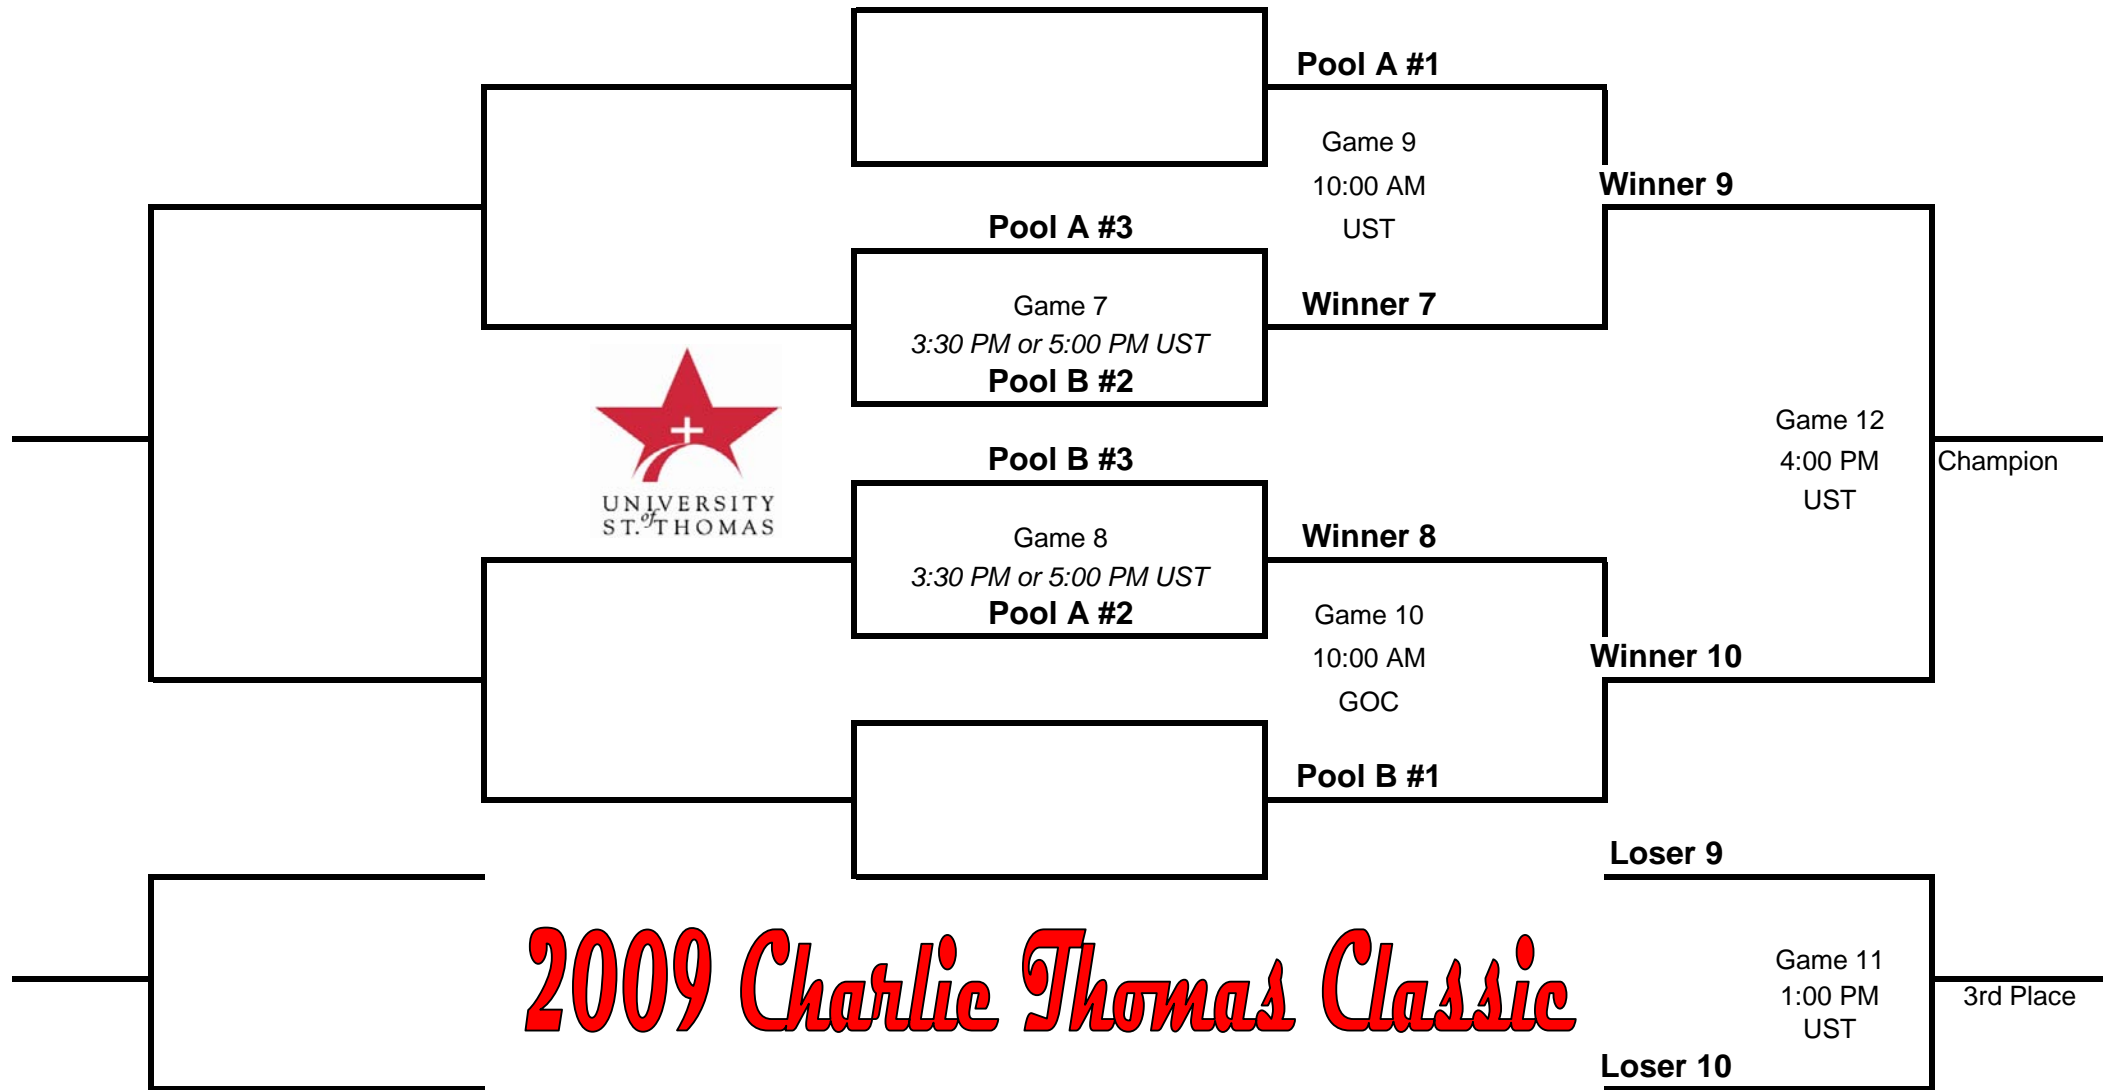 Pool A #1
Game 9
10:00 AM
UST
Winner 9
Pool A #3
Game 7
3:30 PM or 5:00 PM UST
Pool B #2
Winner 7
UNIVERSITY
of
ST. THOMAS
Pool B #3
Game 8
3:30 PM or 5:00 PM UST
Pool A #2
Winner 8
Game 10
10:00 AM
GOC
Winner 10
Pool B #1
Game 12
4:00 PM
UST
Champion
Loser 9
Game 11
1:00 PM
UST
3rd Place
Loser 10
2009 Charlie Thomas Classic